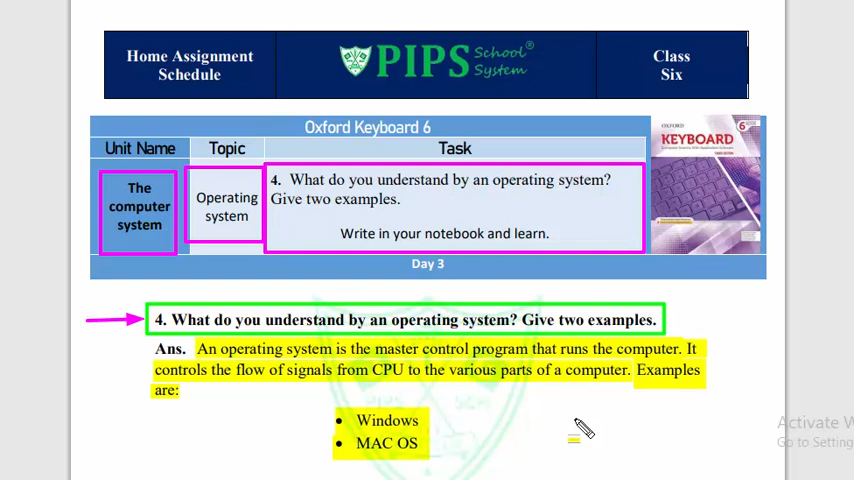 Home Assignment
Schedule
PIPS School System®
Class
Six
Oxford Keyboard 6
Unit Name Topic Task
The
computer
system
Operating
system
4. What do you understand by an operating system?
Give two examples.
Write in your notebook and learn.
OXFORD
KEYBOARD
6
Day 3
4. What do you understand by an operating system? Give two examples.
Ans. An operating system is the master control program that runs the computer. It
controls the flow of signals from CPU to the various parts of a computer. Examples
are:
• Windows
• MAC OS
Activate W
Go to Setting